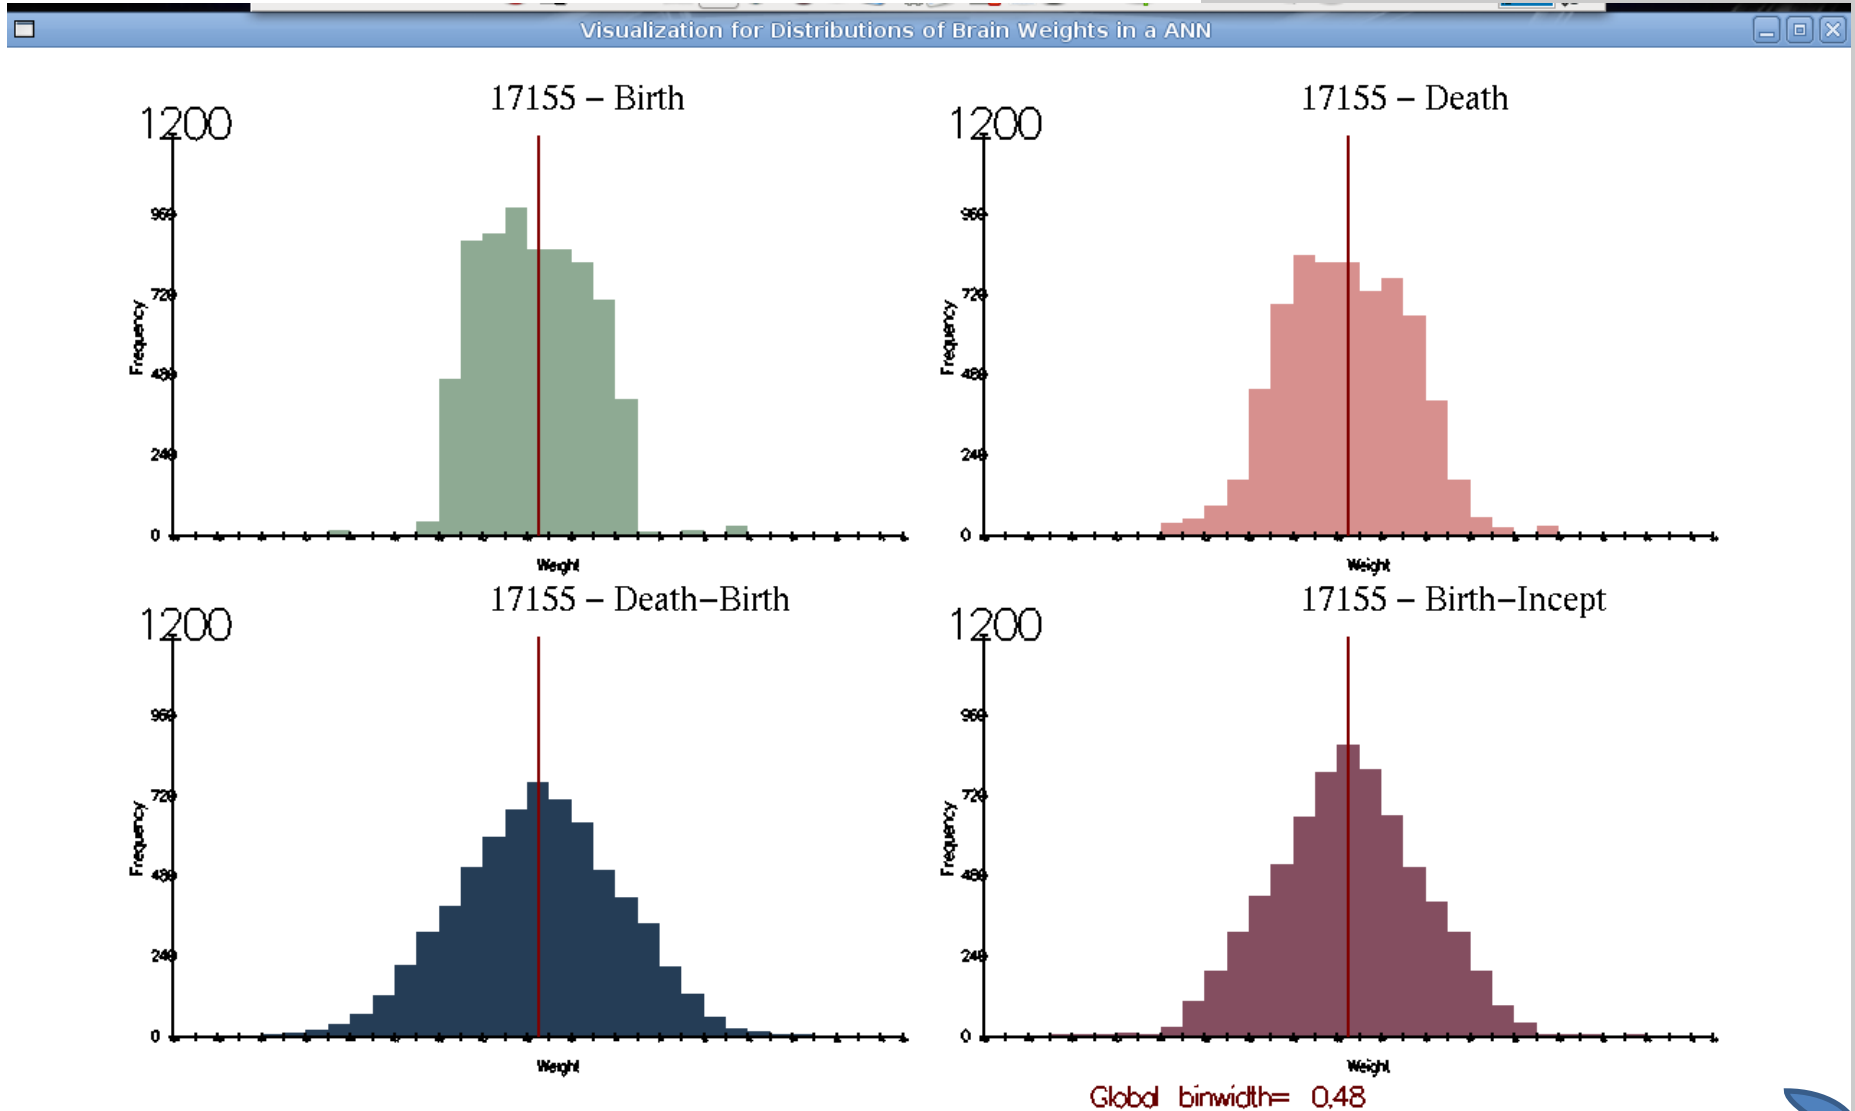 Visualization for Distributions of Brain Weights in a ANN
17155 – Birth
1200
960
720
480
240
0
Frequency
Weight
17155 – Death
1200
960
720
480
240
0
Frequency
Weight
17155 – Death–Birth
1200
960
720
480
240
0
Frequency
Weight
17155 – Birth–Incept
1200
960
720
480
240
0
Frequency
Weight
Global binwidth= 0,48